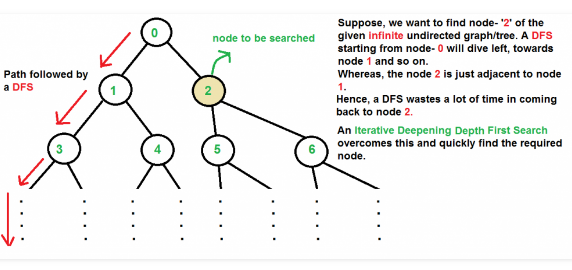 0
node to be searched
Path followed by
a DFS
1
2
3
4
5
6
Suppose, we want to find node- '2' of the
given infinite undirected graph/tree. A DFS
starting from node- 0 will dive left, towards
node 1 and so on.
Whereas, the node 2 is just adjacent to node
1.
Hence, a DFS wastes a lot of time in coming
back to node 2.
An Iterative Deepening Depth First Search
overcomes this and quickly find the required
node.